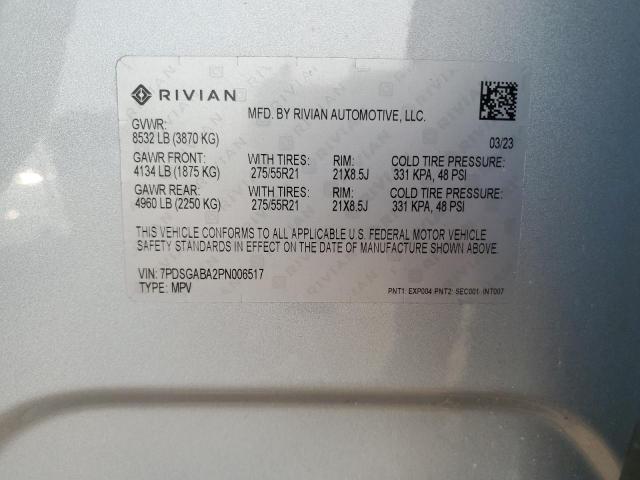 RIVIAN
MFD. BY RIVIAN AUTOMOTIVE, LLC.
GVWR:
8532 LB (3870 KG) 03/23
GAWR FRONT: WITH TIRES: RIM: COLD TIRE PRESSURE:
4134 LB (1875 KG) 275/55R21 21X8.5J 331 KPA, 48 PSI
GAWR REAR: WITH TIRES: RIM: COLD TIRE PRESSURE:
4960 LB (2250 KG) 275/55R21 21X8.5J 331 KPA, 48 PSI
THIS VEHICLE CONFORMS TO ALL APPLICABLE U.S. FEDERAL MOTOR VEHICLE
SAFETY STANDARDS IN EFFECT ON THE DATE OF MANUFACTURE SHOWN ABOVE.
VIN: 7PDSGABA2PN006517
TYPE: MPV PNT1: EXP004 PNT2: SEC001 INT007